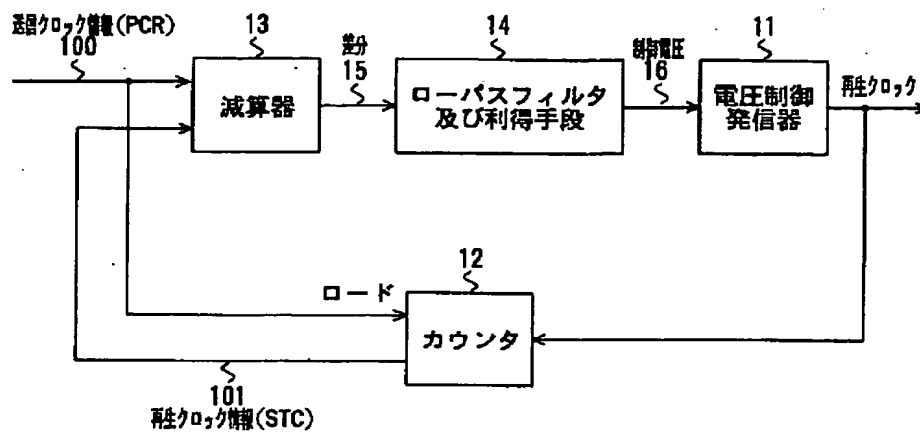 送信クロック情報(PCR)
100
13
減算器
差分
15
14
ローパスフィルタ
及び利得手段
制御電圧
16
11
電圧制御
発信器
再生クロック
ロード
12
カウンタ
101
再生クロック情報(STC)